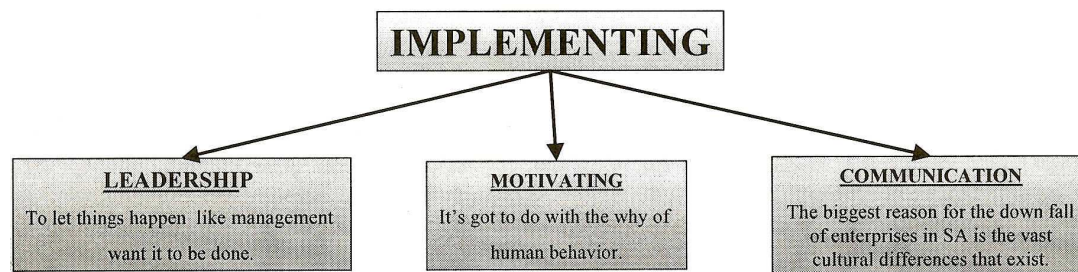 IMPLEMENTING
LEADERSHIP
To let things happen like management
want it to be done.
MOTIVATING
It's got to do with the why of
human behavior.
COMMUNICATION
The biggest reason for the down fall
of enterprises in SA is the vast
cultural differences that exist.